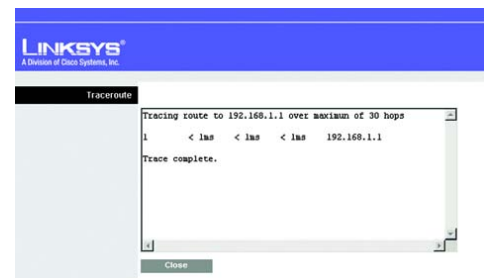 LINKSYS®
A Division of Cisco Systems, Inc.
Traceroute
Tracing route to 192.168.1.1 over maximun of 30 hops
1 < 1ms < 1ms < 1ms 192.168.1.1
Trace complete.
Close